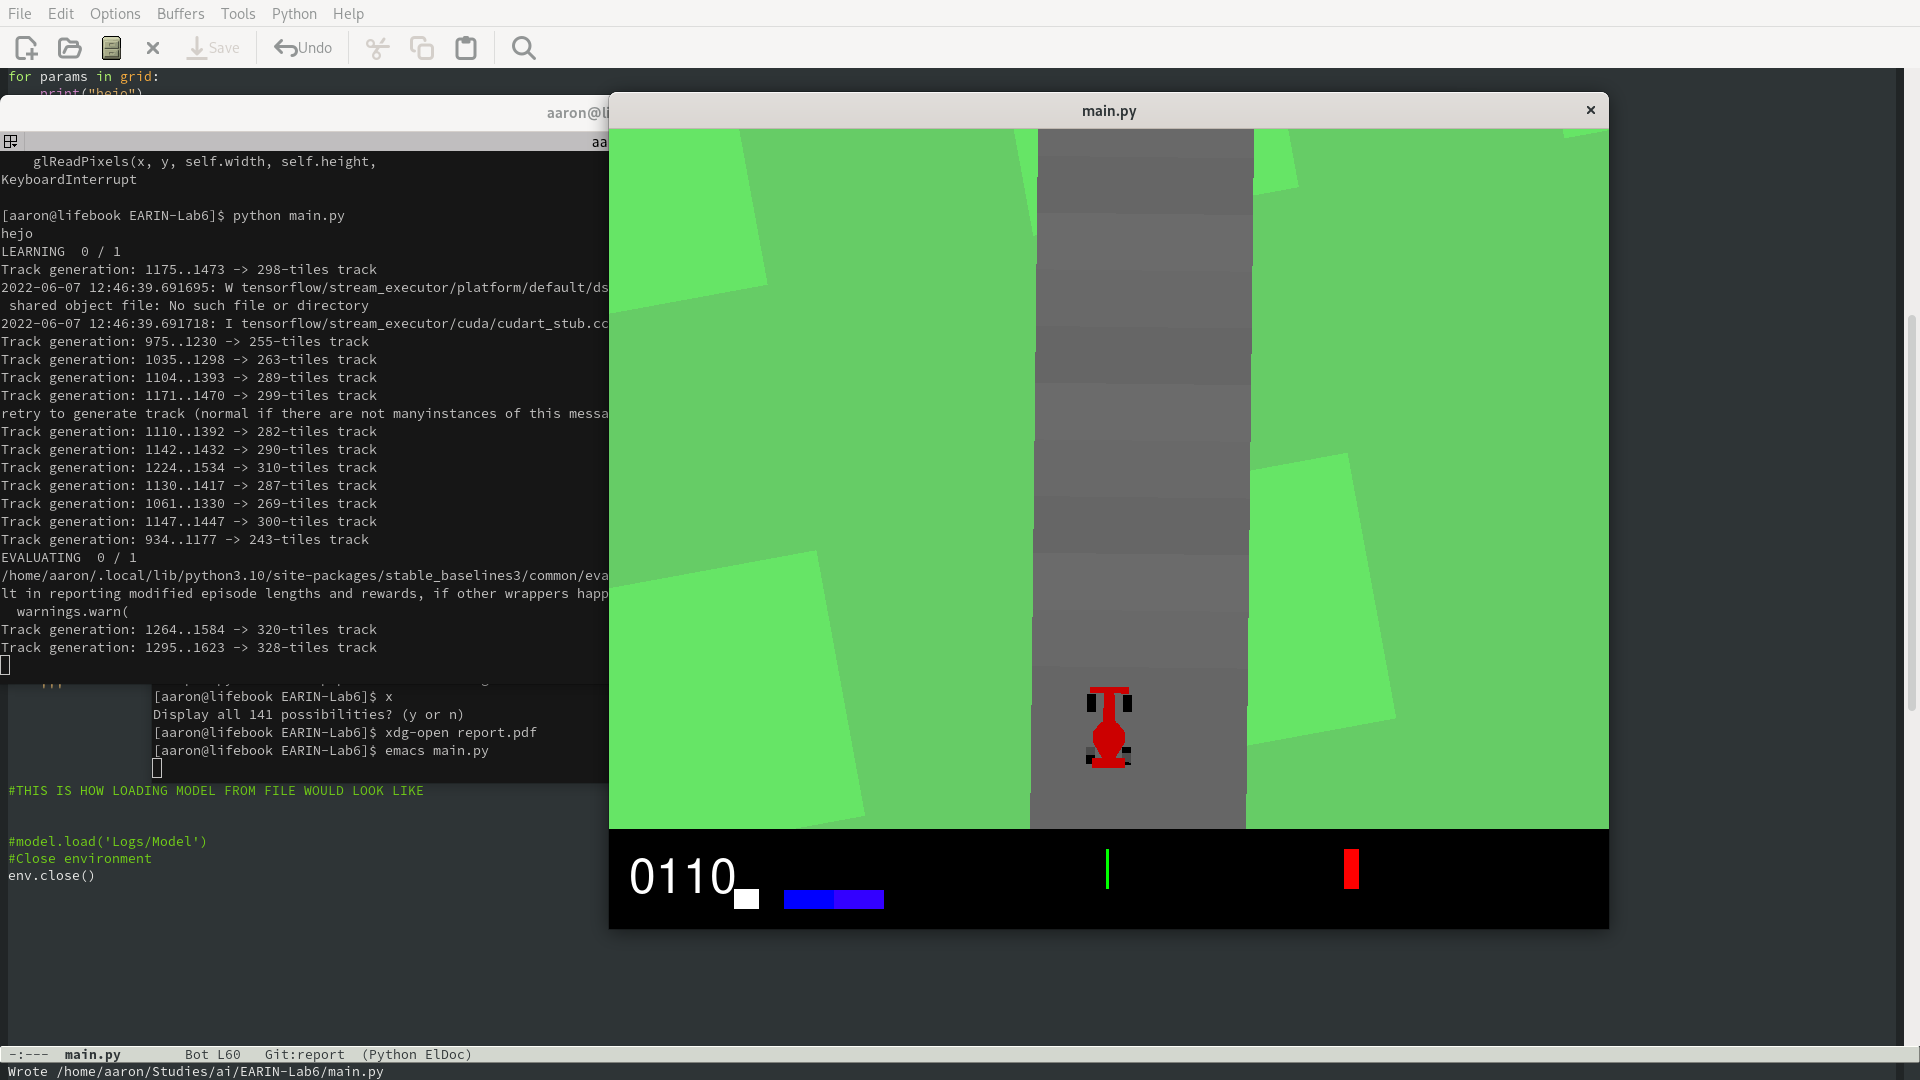 File Edit Options Buffers Tools Python Help
Save Undo
for params in grid:
print("hejo")
aaron@li
main.py
aa
glReadPixels(x, y, self.width, self.height,
KeyboardInterrupt
[aaron@lifebook EARIN-Lab6]$ python main.py
hejo
LEARNING  0 / 1
Track generation: 1175..1473 -> 298-tiles track
2022-06-07 12:46:39.691695: W tensorflow/stream_executor/platform/default/ds
shared object file: No such file or directory
2022-06-07 12:46:39.691718: I tensorflow/stream_executor/cuda/cudart_stub.cc
Track generation: 975..1230 -> 255-tiles track
Track generation: 1035..1298 -> 263-tiles track
Track generation: 1104..1393 -> 289-tiles track
Track generation: 1171..1470 -> 299-tiles track
retry to generate track (normal if there are not manyinstances of this messa
Track generation: 1110..1392 -> 282-tiles track
Track generation: 1142..1432 -> 290-tiles track
Track generation: 1224..1534 -> 310-tiles track
Track generation: 1130..1417 -> 287-tiles track
Track generation: 1061..1330 -> 269-tiles track
Track generation: 1147..1447 -> 300-tiles track
Track generation: 934..1177 -> 243-tiles track
EVALUATING  0 / 1
/home/aaron/.local/lib/python3.10/site-packages/stable_baselines3/common/eva
lt in reporting modified episode lengths and rewards, if other wrappers happ
warnings.warn(
Track generation: 1264..1584 -> 320-tiles track
Track generation: 1295..1623 -> 328-tiles track
[aaron@lifebook EARIN-Lab6]$ x
Display all 141 possibilities? (y or n)
[aaron@lifebook EARIN-Lab6]$ xdg-open report.pdf
[aaron@lifebook EARIN-Lab6]$ emacs main.py
#THIS IS HOW LOADING MODEL FROM FILE WOULD LOOK LIKE
#model.load('Logs/Model')
#Close environment
env.close()
0110
-:---  main.py  Bot L60  Git:report  (Python ElDoc)
Wrote /home/aaron/Studies/ai/EARIN-Lab6/main.py